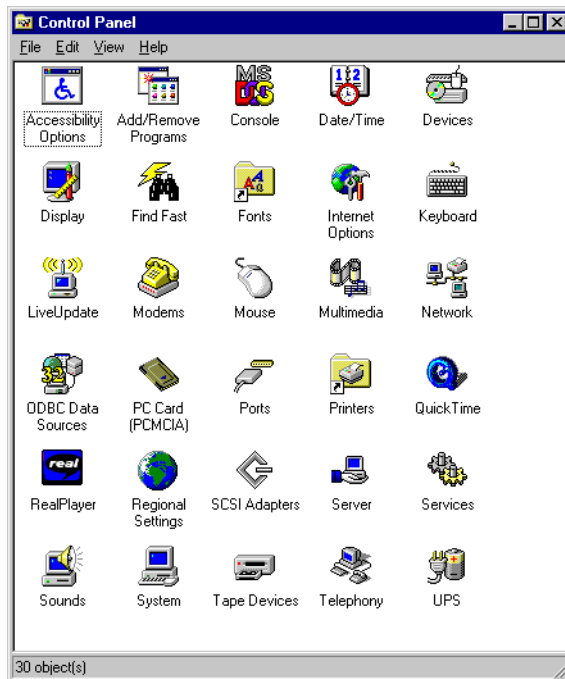 Control Panel
File Edit View Help
Accessibility Options
Add/Remove Programs
MS DOS
Console
1 2
Date/Time
Devices
Display
Find Fast
Fonts
Internet Options
Keyboard
LiveUpdate
Modems
Mouse
Multimedia
Network
32
ODBC Data Sources
PC Card (PCMCIA)
Ports
Printers
QuickTime
real
RealPlayer
Regional Settings
SCSI Adapters
Server
Services
Sounds
System
Tape Devices
Telephony
UPS
30 object(s)